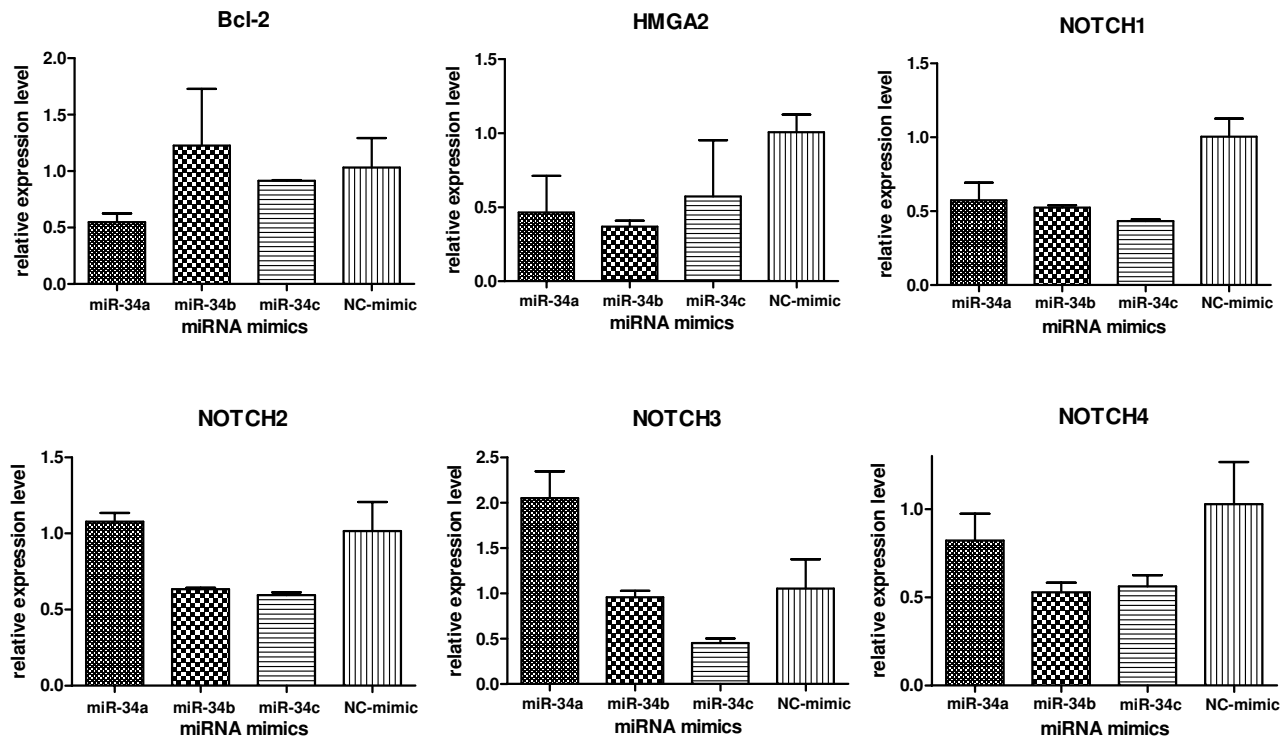 Bcl-2
relative expression level
2.0
1.5
1.0
0.5
0.0
miR-34a miR-34b miR-34c NC-mimic
miRNA mimics
HMGA2
relative expression level
1.5
1.0
0.5
0.0
miR-34a miR-34b miR-34c NC-mimic
miRNA mimics
NOTCH1
relative expression level
1.5
1.0
0.5
0.0
miR-34a miR-34b miR-34c NC-mimic
miRNA mimics
NOTCH2
relative expression level
1.5
1.0
0.5
0.0
miR-34a miR-34b miR-34c NC-mimic
miRNA mimics
NOTCH3
relative expression level
2.5
2.0
1.5
1.0
0.5
0.0
miR-34a miR-34b miR-34c NC-mimic
miRNA mimics
NOTCH4
relative expression level
1.0
0.5
0.0
miR-34a miR-34b miR-34c NC-mimic
miRNA mimics